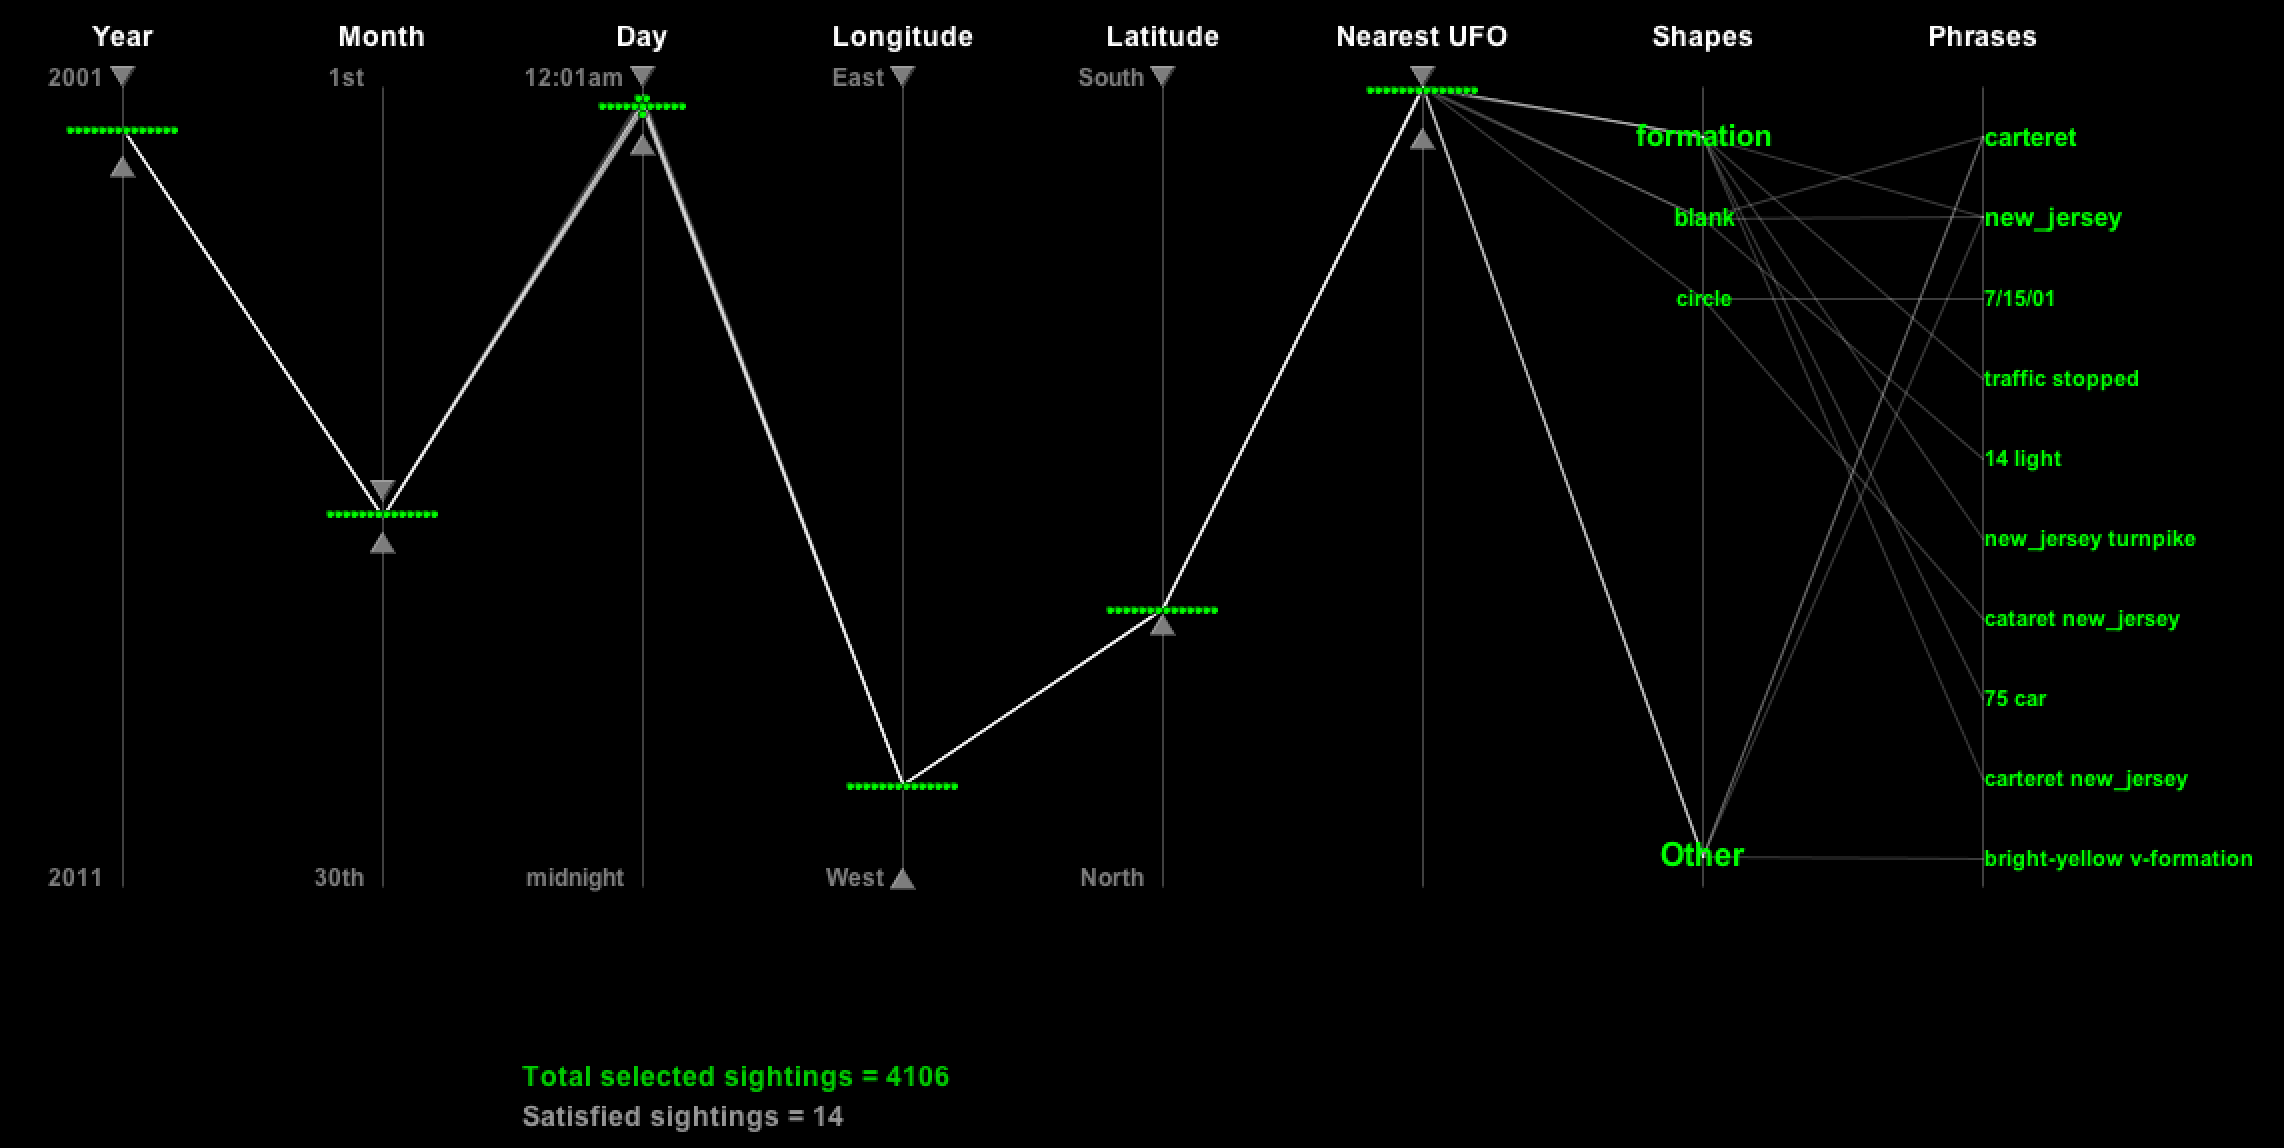 Year Month Day Longitude Latitude Nearest UFO Shapes Phrases
2001 1st 12:01am East South
formation carteret
blank new_jersey
circle 7/15/01
traffic stopped
14 light
new_jersey turnpike
cataret new_jersey
75 car
carteret new_jersey
Other bright-yellow v-formation
2011 30th midnight West North
Total selected sightings = 4106
Satisfied sightings = 14